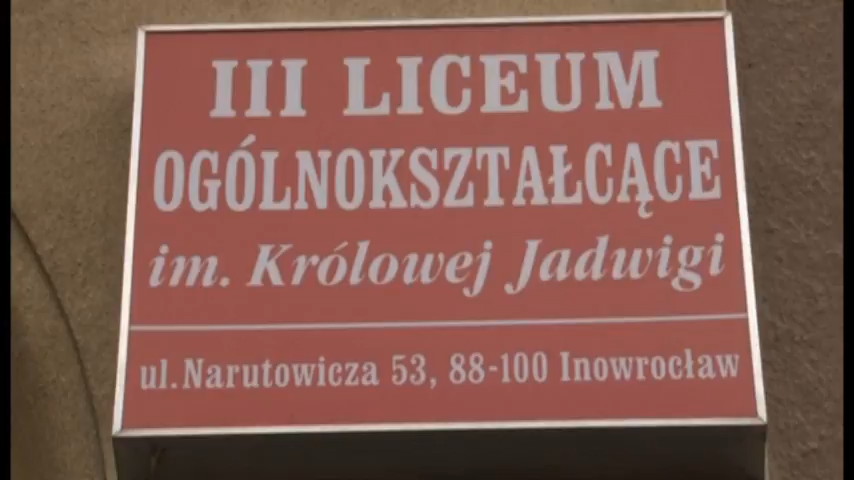 III LICEUM
OGÓLNOKSZTAŁCĄCE
im. Królowej Jadwigi
ul. Narutowicza 53, 88-100 Inowrocław